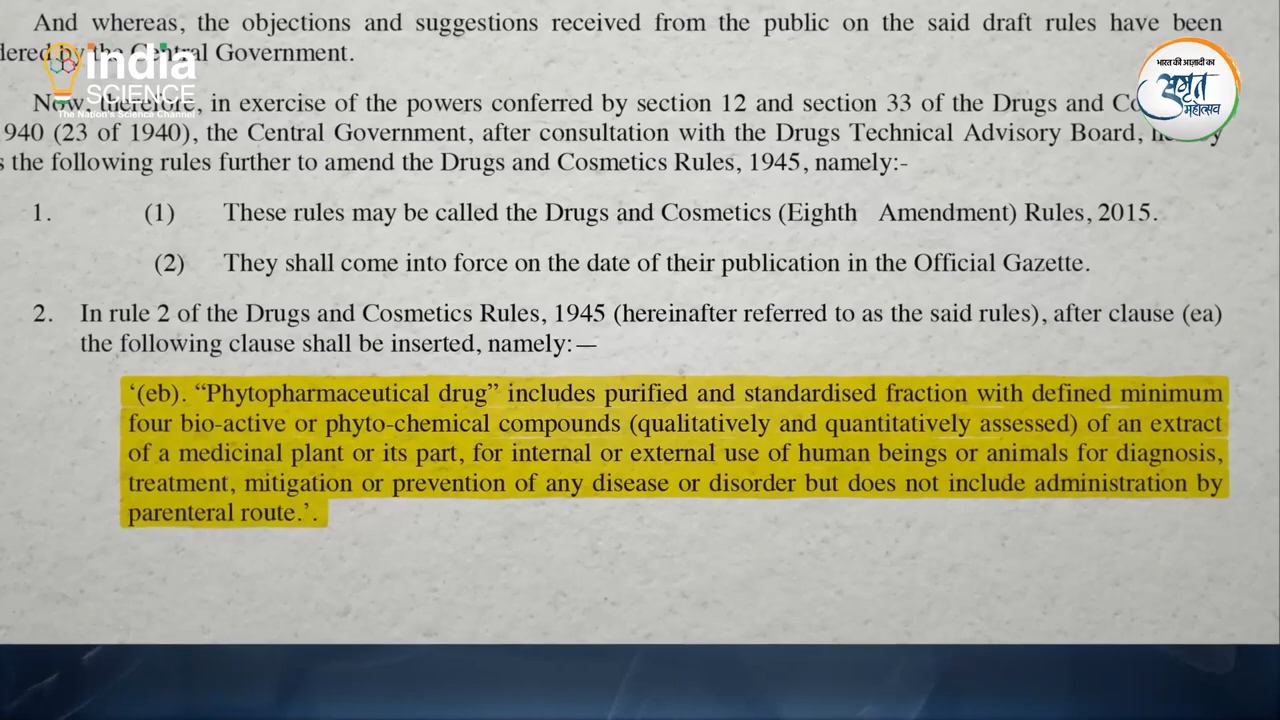 And whereas, the objections and suggestions received from the public on the said draft rules have been
dered by the Central Government.
india
SCIENCE
The Nation's Science Channel
भारत की आज़ादी का
अमृत
महोत्सव
Now, therefore, in exercise of the powers conferred by section 12 and section 33 of the Drugs and Co
940 (23 of 1940), the Central Government, after consultation with the Drugs Technical Advisory Board,
s the following rules further to amend the Drugs and Cosmetics Rules, 1945, namely:-
1. (1) These rules may be called the Drugs and Cosmetics (Eighth Amendment) Rules, 2015.
(2) They shall come into force on the date of their publication in the Official Gazette.
2. In rule 2 of the Drugs and Cosmetics Rules, 1945 (hereinafter referred to as the said rules), after clause (ea)
the following clause shall be inserted, namely:—
‘(eb). “Phytopharmaceutical drug” includes purified and standardised fraction with defined minimum
four bio-active or phyto-chemical compounds (qualitatively and quantitatively assessed) of an extract
of a medicinal plant or its part, for internal or external use of human beings or animals for diagnosis,
treatment, mitigation or prevention of any disease or disorder but does not include administration by
parenteral route.’.